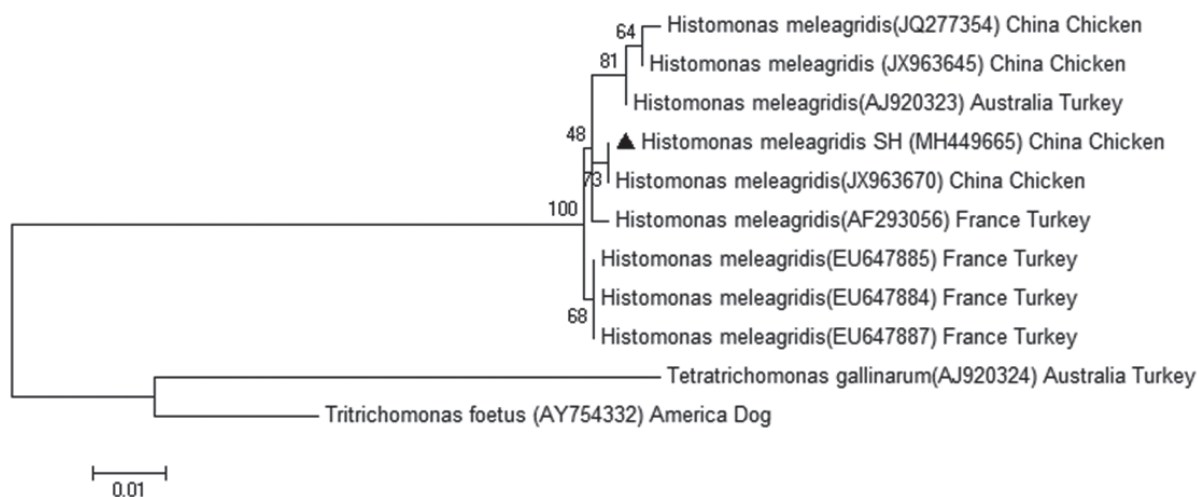 64
Histomonas meleagridis(JQ277354) China Chicken
81
Histomonas meleagridis (JX963645) China Chicken
Histomonas meleagridis(AJ920323) Australia Turkey
48
▲ Histomonas meleagridis SH (MH449665) China Chicken
73
Histomonas meleagridis(JX963670) China Chicken
100
Histomonas meleagridis(AF293056) France Turkey
Histomonas meleagridis(EU647885) France Turkey
Histomonas meleagridis(EU647884) France Turkey
68
Histomonas meleagridis(EU647887) France Turkey
Tetratrichomonas gallinarum(AJ920324) Australia Turkey
Tritrichomonas foetus (AY754332) America Dog
0.01